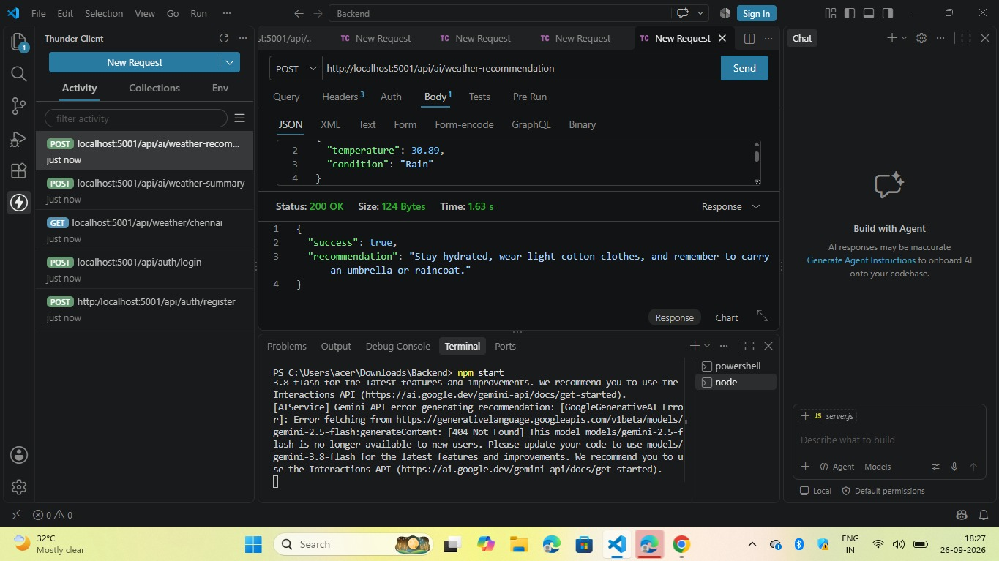 File Edit Selection View Go Run ···
Backend
Sign In
Thunder Client
New Request
Activity Collections Env
filter activity
POST localhost:5001/api/ai/weather-recom...
just now
POST localhost:5001/api/ai/weather-summary
just now
GET localhost:5001/api/weather/chennai
just now
POST localhost:5001/api/auth/login
just now
POST http:/localhost:5001/api/auth/register
just now
1
st:5001/api/.. TC New Request TC New Request TC New Request TC New Request
POST http://localhost:5001/api/ai/weather-recommendation Send
Query Headers 3 Auth Body 1 Tests Pre Run
JSON XML Text Form Form-encode GraphQL Binary
2 "temperature": 30.89,
3 "condition": "Rain"
4 }
Status: 200 OK Size: 124 Bytes Time: 1.63 s Response
1 {
2 "success": true,
3 "recommendation": "Stay hydrated, wear light cotton clothes, and remember to carry
an umbrella or raincoat."
4 }
Response Chart
Problems Output Debug Console Terminal Ports
PS C:\Users\acer\Downloads\Backend> npm start
3.8-flash for the latest features and improvements. We recommend you to use the
Interactions API (https://ai.google.dev/gemini-api/docs/get-started).
[AIService] Gemini API error generating recommendation: [GoogleGenerativeAI Erro
r]: Error fetching from https://generativelanguage.googleapis.com/v1beta/models/
gemini-2.5-flash:generateContent: [404 Not Found] This model models/gemini-2.5-f
lash is no longer available to new users. Please update your code to use models/
gemini-3.8-flash for the latest features and improvements. We recommend you to u
se the Interactions API (https://ai.google.dev/gemini-api/docs/get-started).
powershell
node
Chat
Build with Agent
AI responses may be inaccurate
Generate Agent Instructions to onboard AI
onto your codebase.
JS server.js
Describe what to build
Agent Models
Local Default permissions
0 0
32°C
Mostly clear
Search
ENG
IN
18:27
26-09-2026